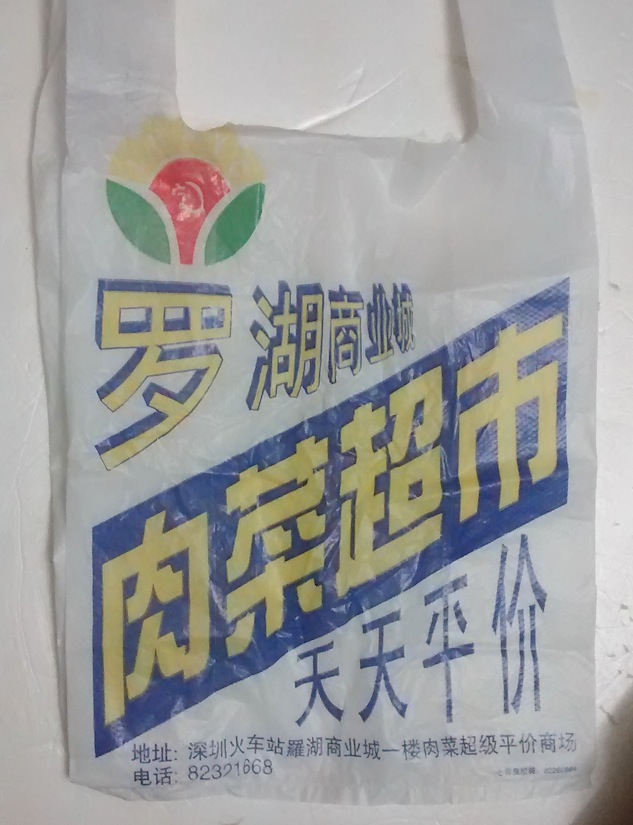 罗湖商业城
肉菜超市
天天平价
地址: 深圳火车站羅湖商业城一楼肉菜超级平价商场
电话: 82321668